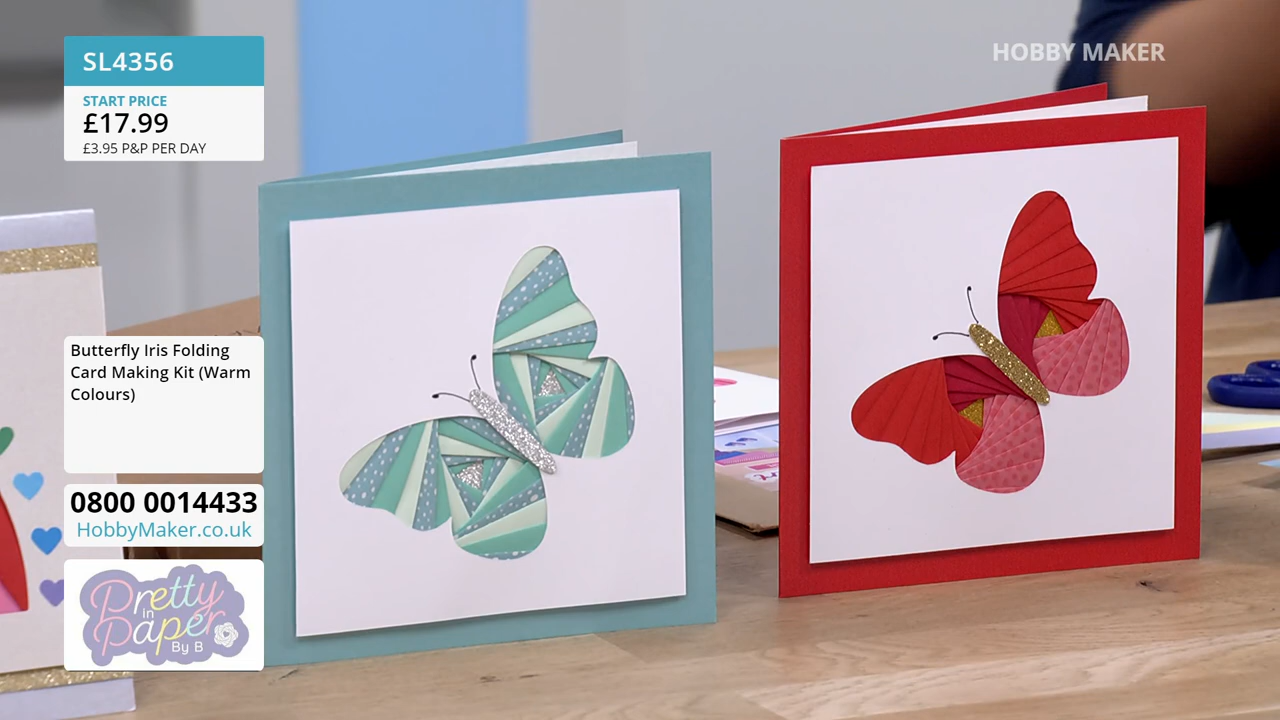 SL4356
START PRICE
£17.99
£3.95 P&P PER DAY
HOBBY MAKER
Butterfly Iris Folding
Card Making Kit (Warm
Colours)
0800 0014433
HobbyMaker.co.uk
Pretty
in
Paper
By B